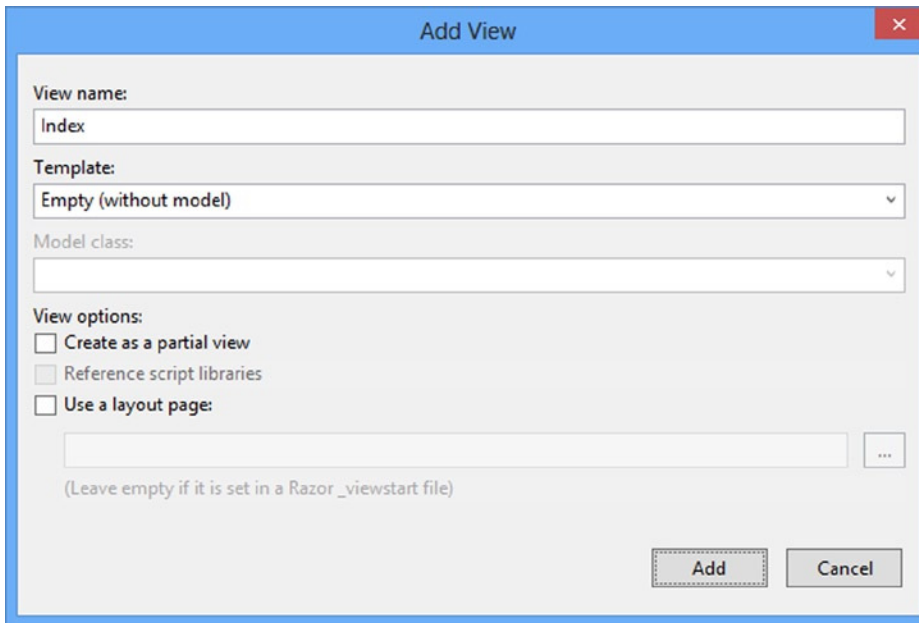 Add View
View name:
Index
Template:
Empty (without model)
Model class:
View options:
Create as a partial view
Reference script libraries
Use a layout page:
...
(Leave empty if it is set in a Razor _viewstart file)
Add
Cancel